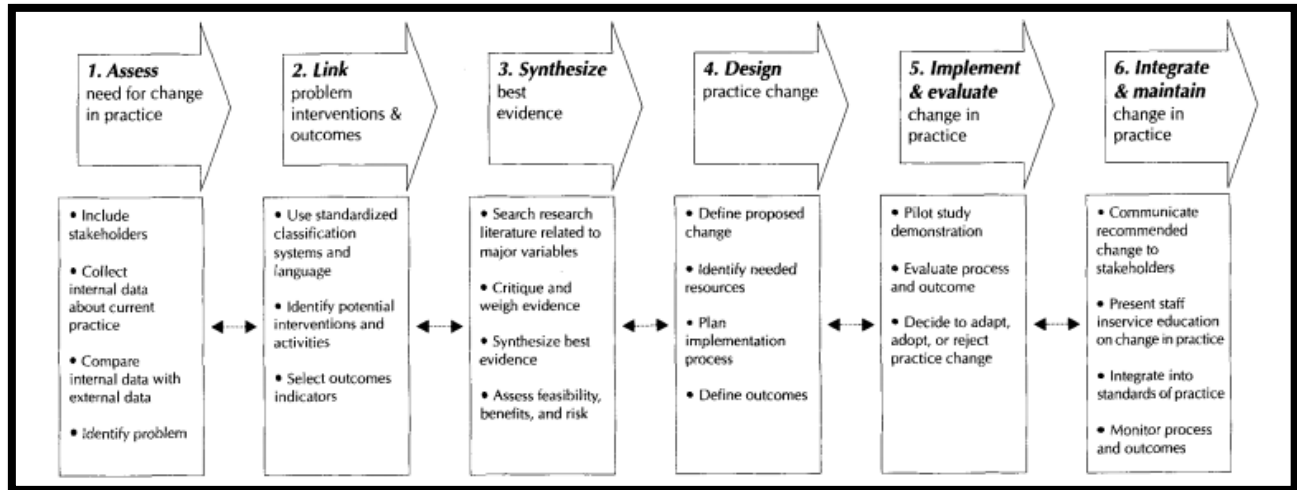 1. Assess
need for change
in practice
2. Link
problem
interventions &
outcomes
3. Synthesize
best
evidence
4. Design
practice change
5. Implement
& evaluate
change in
practice
6. Integrate
& maintain
change in
practice
• Include
stakeholders
• Collect
internal data
about current
practice
• Compare
internal data with
external data
• Identify problem
• Use standardized
classification
systems and
language
• Identify potential
interventions and
activities
• Select outcomes
indicators
• Search research
literature related to
major variables
• Critique and
weigh evidence
• Synthesize best
evidence
• Assess feasibility,
benefits, and risk
• Define proposed
change
• Identify needed
resources
• Plan
implementation
process
• Define outcomes
• Pilot study
demonstration
• Evaluate process
and outcome
• Decide to adapt,
adopt, or reject
practice change
• Communicate
recommended
change to
stakeholders
• Present staff
inservice education
on change in practice
• Integrate into
standards of practice
• Monitor process
and outcomes